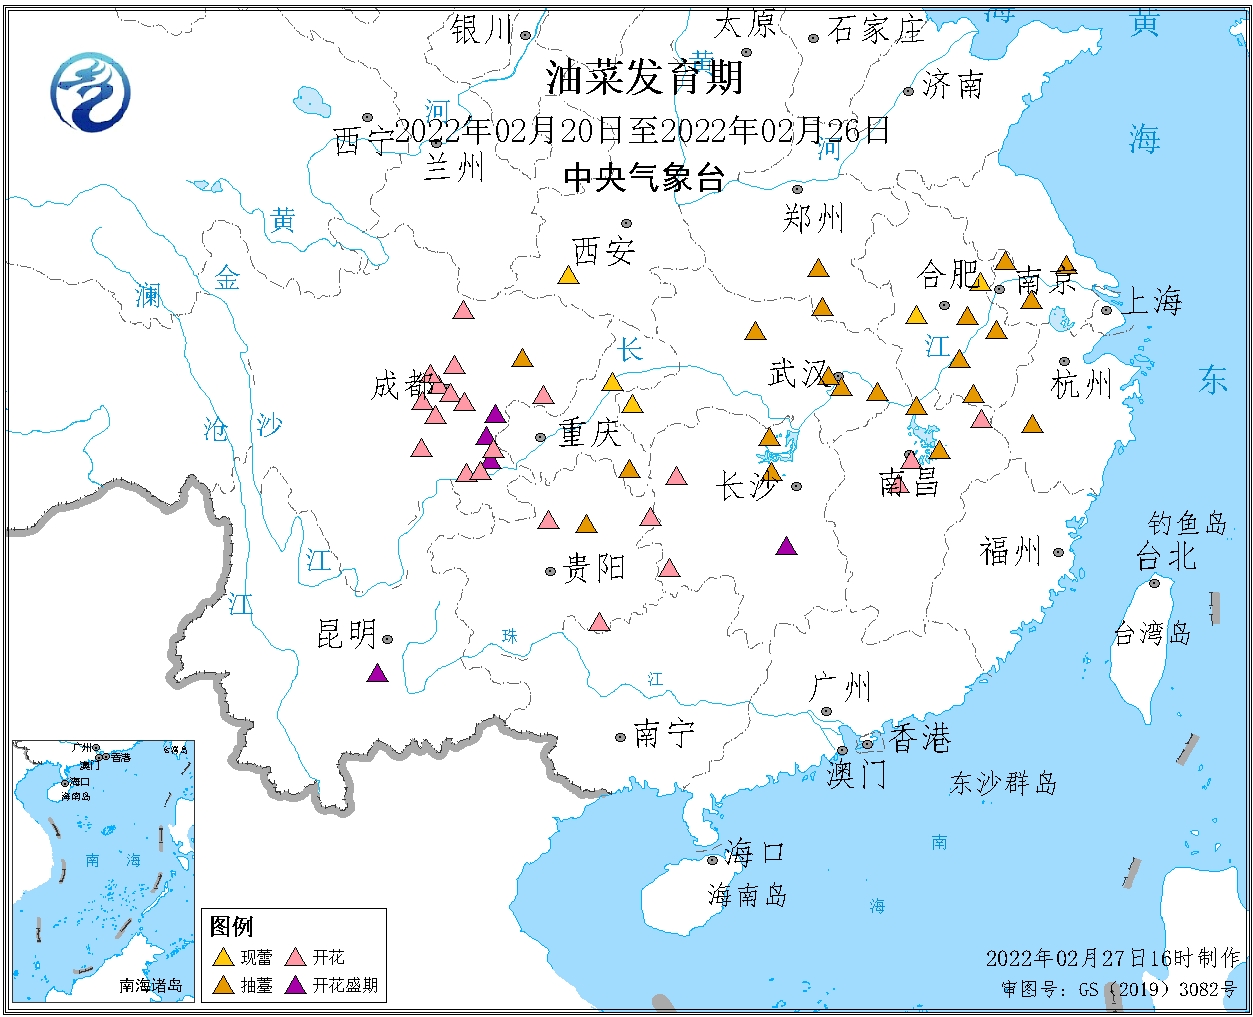 银川
太原
石家庄
海
黄
黄
油菜发育期
济南
河
2022年02月20日至2022年02月26日
西宁
兰州
河
海
中央气象台
郑州
黄
西安
金
合肥
南京
澜
上海
长
江
成都
武汉
杭州
东
沧
沙
重庆
长沙
南昌
钓鱼岛
福州
台北
江
贵阳
江
昆明
珠
台湾岛
江
广州
南宁
香港
澳门
东沙群岛
广州
香港
澳门
台湾岛
海口
海南岛
南
海
南海诸岛
海口
海南岛
南
海
图例
现蕾
开花
抽薹
开花盛期
2022年02月27日16时制作
审图号: GS (2019) 3082号